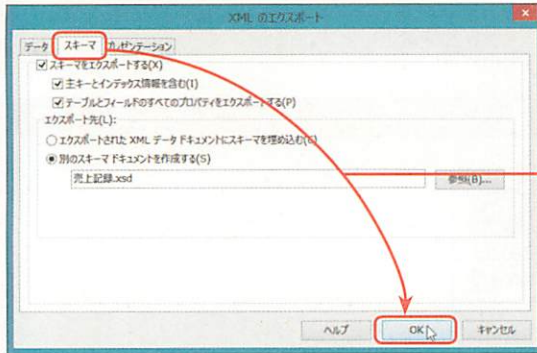 XML のエクスポート
データ スキーマ プレゼンテーション
スキーマをエクスポートする(X)
主キーとインデックス情報を含む(I)
テーブルとフィールドのすべてのプロパティをエクスポートする(P)
エクスポート先(L):
エクスポートされた XML データ ドキュメントにスキーマを埋め込む(C)
別のスキーマ ドキュメントを作成する(S)
売上記録.xsd 参照(B)...
ヘルプ OK キャンセル